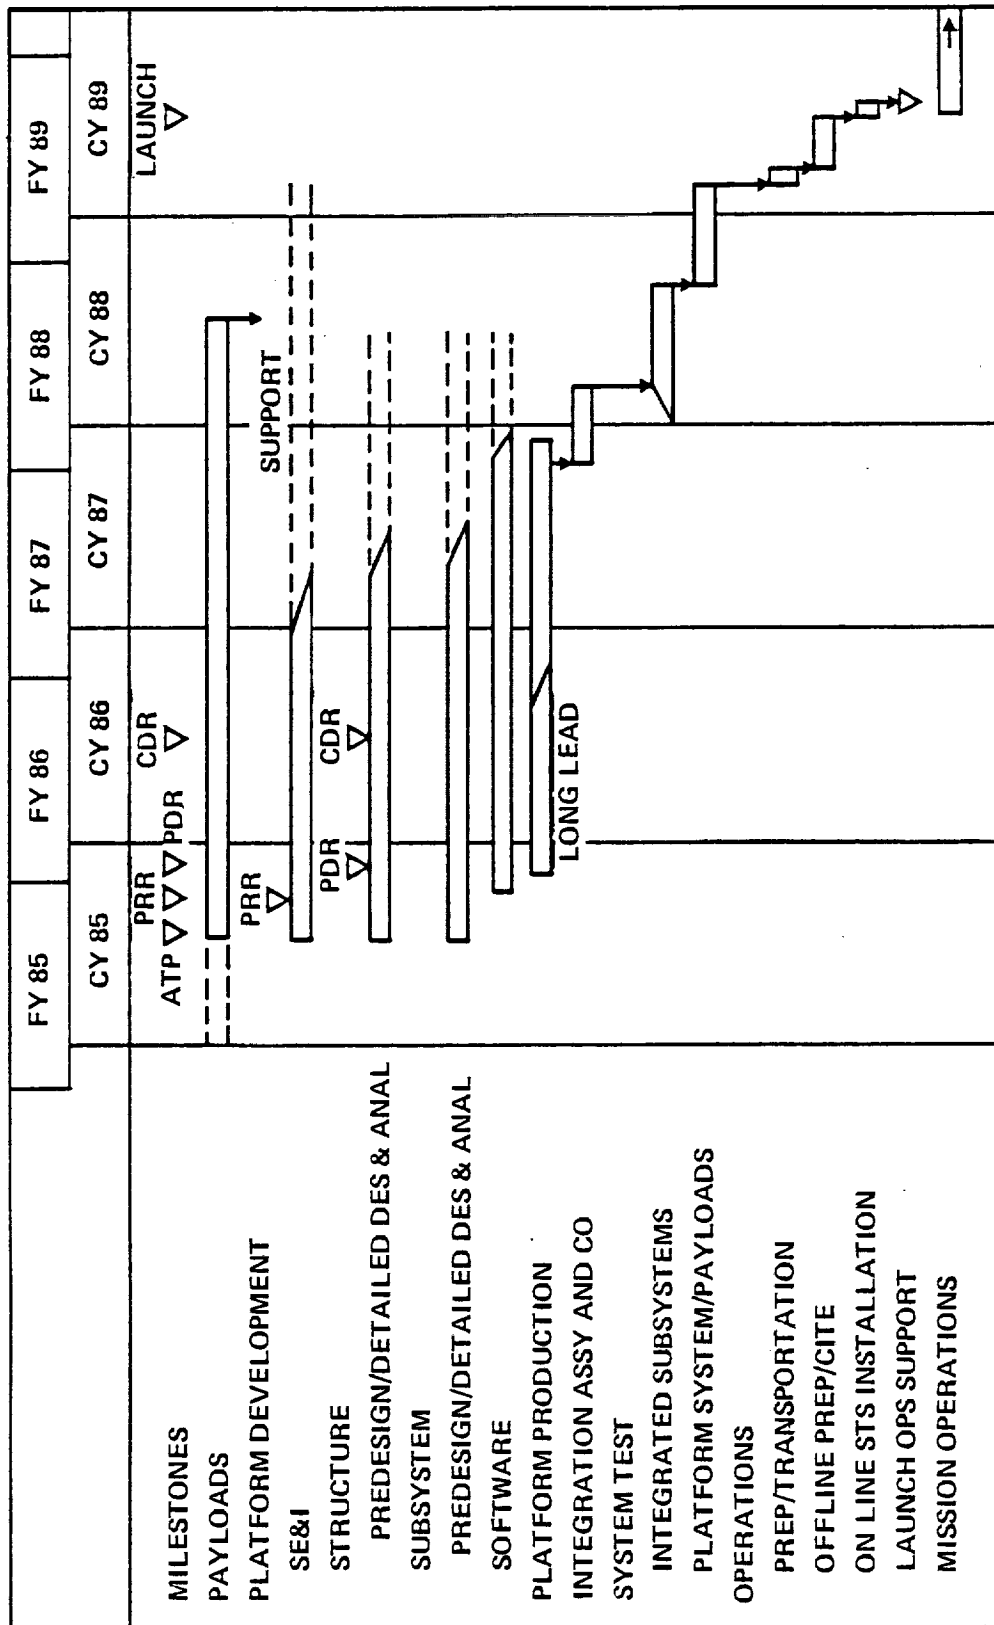 FY 85 FY 86 FY 87 FY 88 FY 89
CY 85 CY 86 CY 87 CY 88 CY 89
PRR CDR LAUNCH
ATP PDR
MILESTONES
PAYLOADS
PLATFORM DEVELOPMENT
PRR SUPPORT
SE&I
STRUCTURE
PDR CDR
PREDESIGN/DETAILED DES & ANAL
SUBSYSTEM
PREDESIGN/DETAILED DES & ANAL
SOFTWARE
PLATFORM PRODUCTION
LONG LEAD
INTEGRATION ASSY AND CO
SYSTEM TEST
INTEGRATED SUBSYSTEMS
PLATFORM SYSTEM/PAYLOADS
OPERATIONS
PREP/TRANSPORTATION
OFFLINE PREP/CITE
ON LINE STS INSTALLATION
LAUNCH OPS SUPPORT
MISSION OPERATIONS